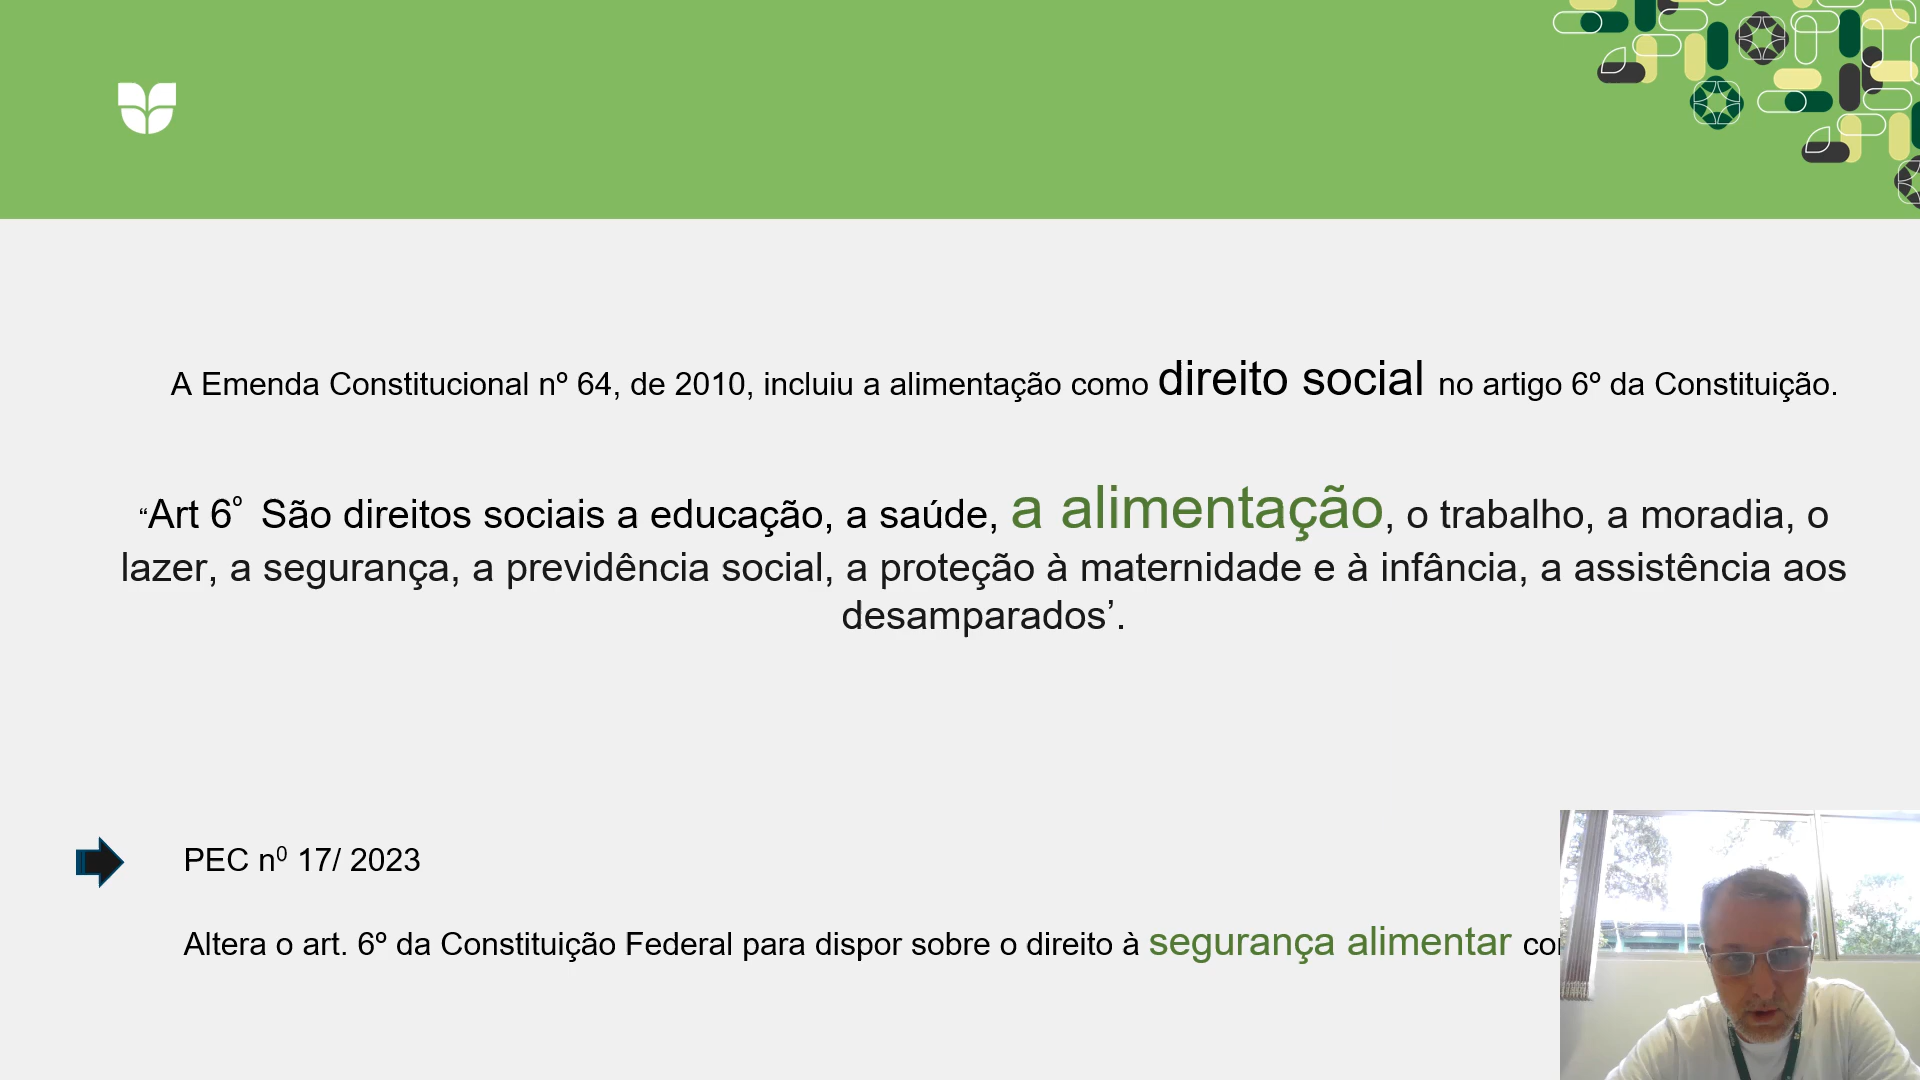 A Emenda Constitucional nº 64, de 2010, incluiu a alimentação como direito social no artigo 6º da Constituição.
“Art 6º São direitos sociais a educação, a saúde, a alimentação, o trabalho, a moradia, o
lazer, a segurança, a previdência social, a proteção à maternidade e à infância, a assistência aos
desamparados’.
PEC n⁰ 17/ 2023
Altera o art. 6º da Constituição Federal para dispor sobre o direito à segurança alimentar